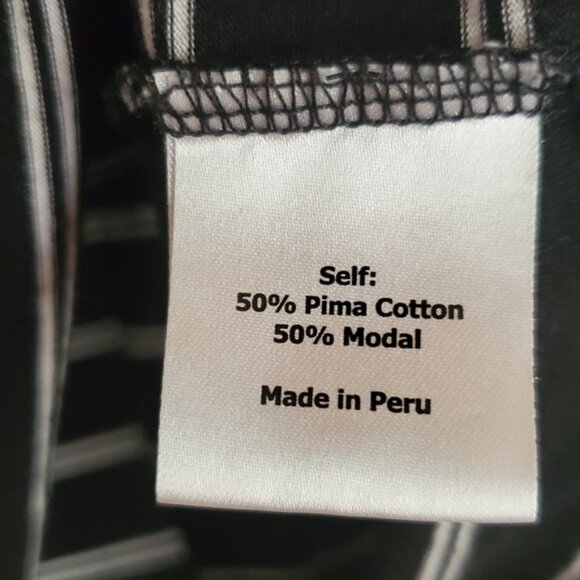 Self:
50% Pima Cotton
50% Modal
Made in Peru